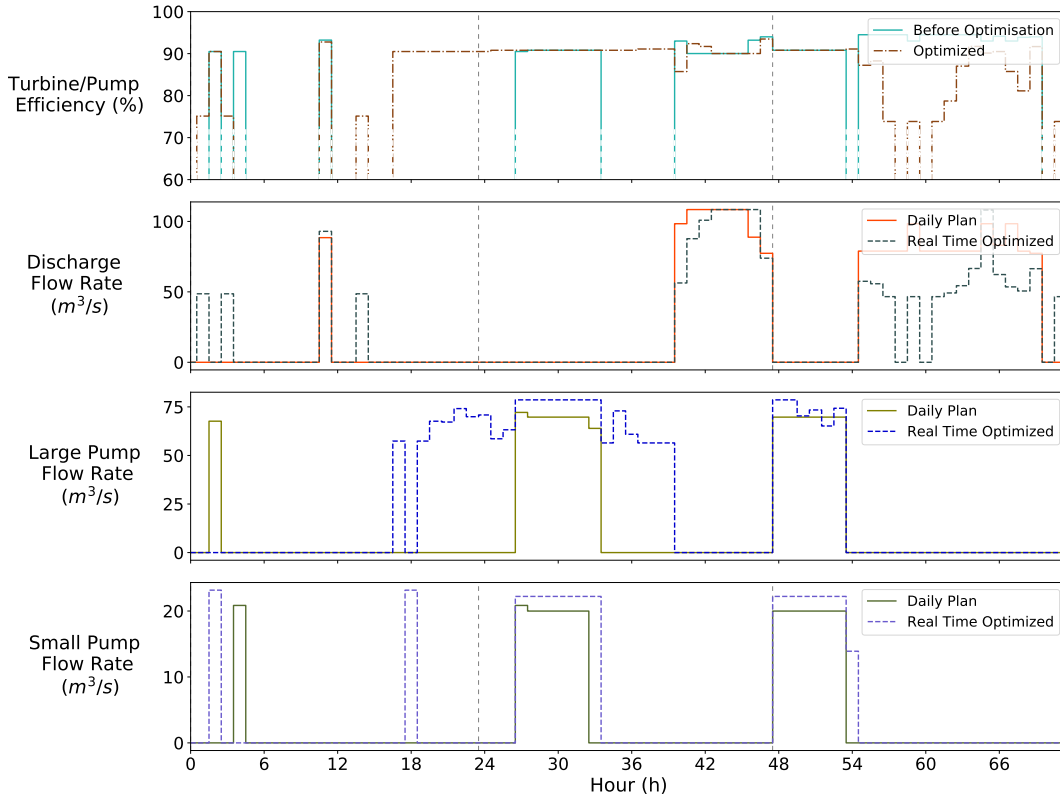 100
90
80
70
60
Turbine/Pump
Efficiency (%)
Before Optimisation
Optimized
100
50
0
Discharge
Flow Rate
(m³/s)
Daily Plan
Real Time Optimized
75
50
25
0
Large Pump
Flow Rate
(m³/s)
Daily Plan
Real Time Optimized
20
10
0
Small Pump
Flow Rate
(m³/s)
Daily Plan
Real Time Optimized
0 6 12 18 24 30 36 42 48 54 60 66
Hour (h)